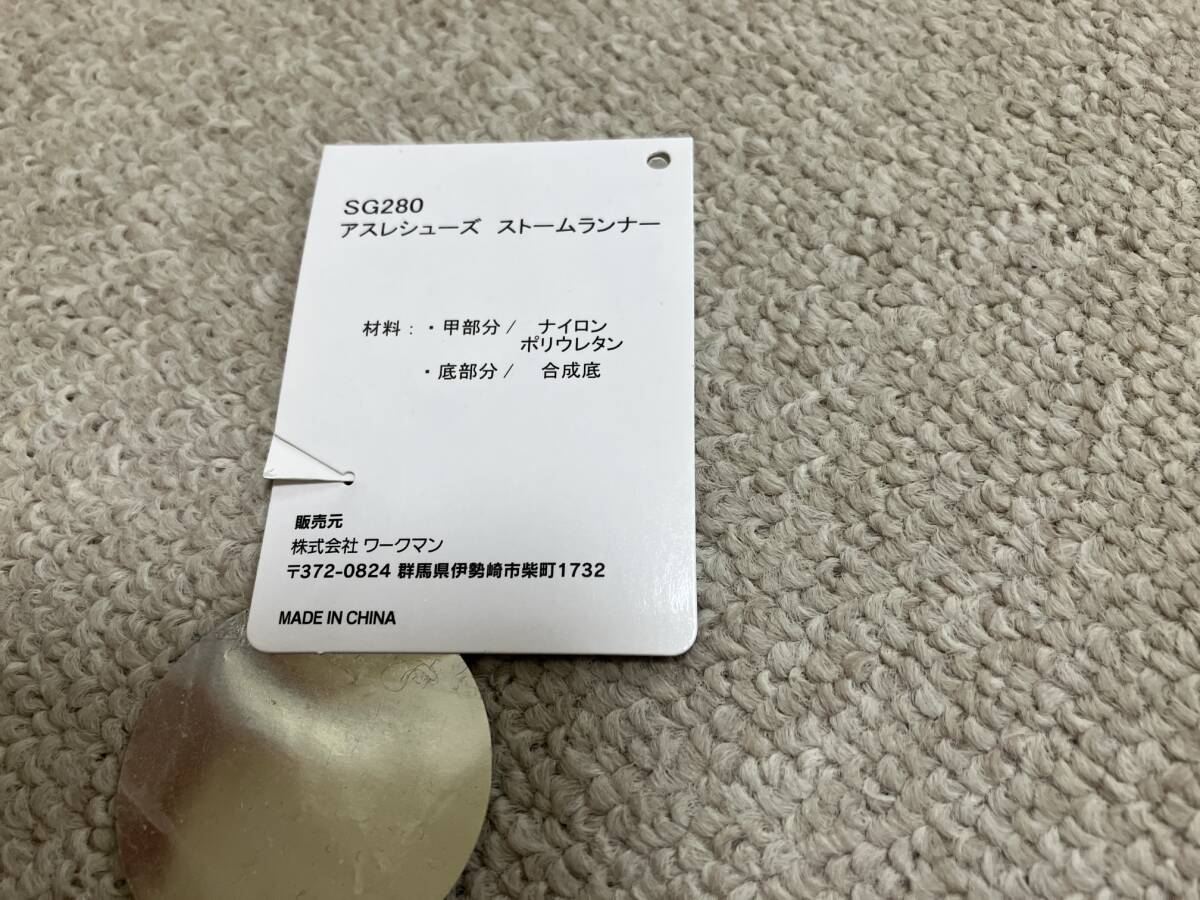 SG280
アスレシューズ ストームランナー
材料:・甲部分/ ナイロン
ポリウレタン
・底部分/ 合成底
販売元
株式会社 ワークマン
〒372-0824 群馬県伊勢崎市柴町1732
MADE IN CHINA